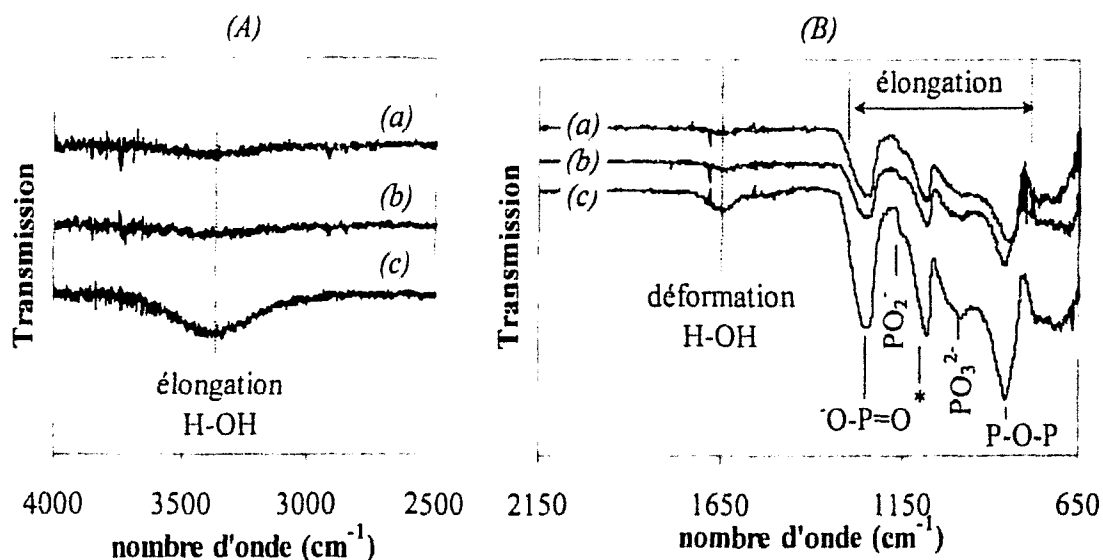 (A)
(a)
(b)
(c)
Transmission
élongation
H-OH
4000 3500 3000 2500
nombre d'onde (cm⁻¹)
(B)
élongation
(a)
(b)
(c)
Transmission
déformation
H-OH
PO₂⁻
*
PO₃²⁻
⁻O-P=O
P-O-P
2150 1650 1150 650
nombre d'onde (cm⁻¹)